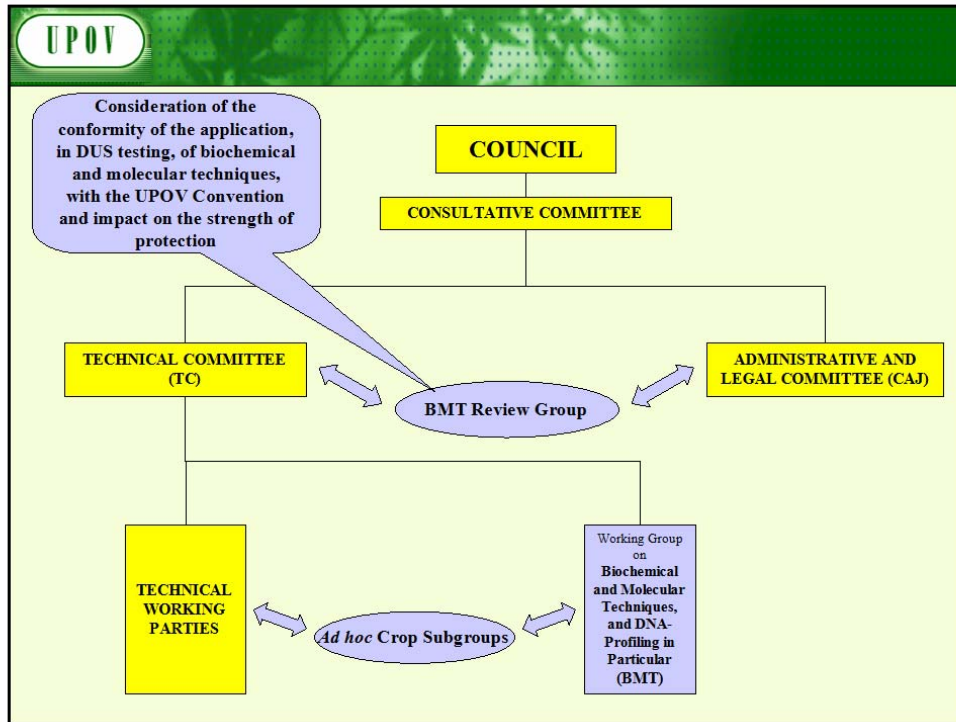 UPOV
Consideration of the
conformity of the application,
in DUS testing, of biochemical
and molecular techniques,
with the UPOV Convention
and impact on the strength of
protection
COUNCIL
CONSULTATIVE COMMITTEE
TECHNICAL COMMITTEE
(TC)
ADMINISTRATIVE AND
LEGAL COMMITTEE (CAJ)
BMT Review Group
TECHNICAL
WORKING
PARTIES
Ad hoc Crop Subgroups
Working Group
on
Biochemical
and Molecular
Techniques,
and DNA-
Profiling in
Particular
(BMT)